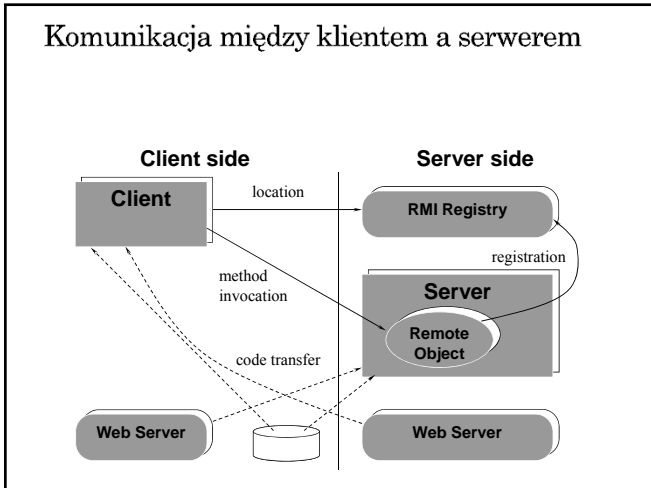 Komunikacja między klientem a serwerem
Client side
Server side
Client
location
RMI Registry
registration
method
invocation
Server
Remote
Object
code transfer
Web Server
Web Server